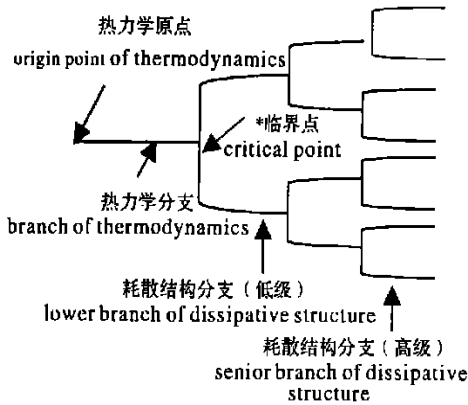 热力学原点
origin point of thermodynamics
*临界点
critical point
热力学分支
branch of thermodynamics
耗散结构分支（低级）
lower branch of dissipative structure
耗散结构分支（高级）
senior branch of dissipative
structure